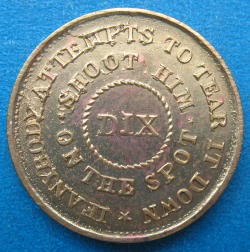 IF ANYBODY ATTEMPTS TO TEAR IT DOWN
"SHOOT HIM
ON THE SPOT"
DIX